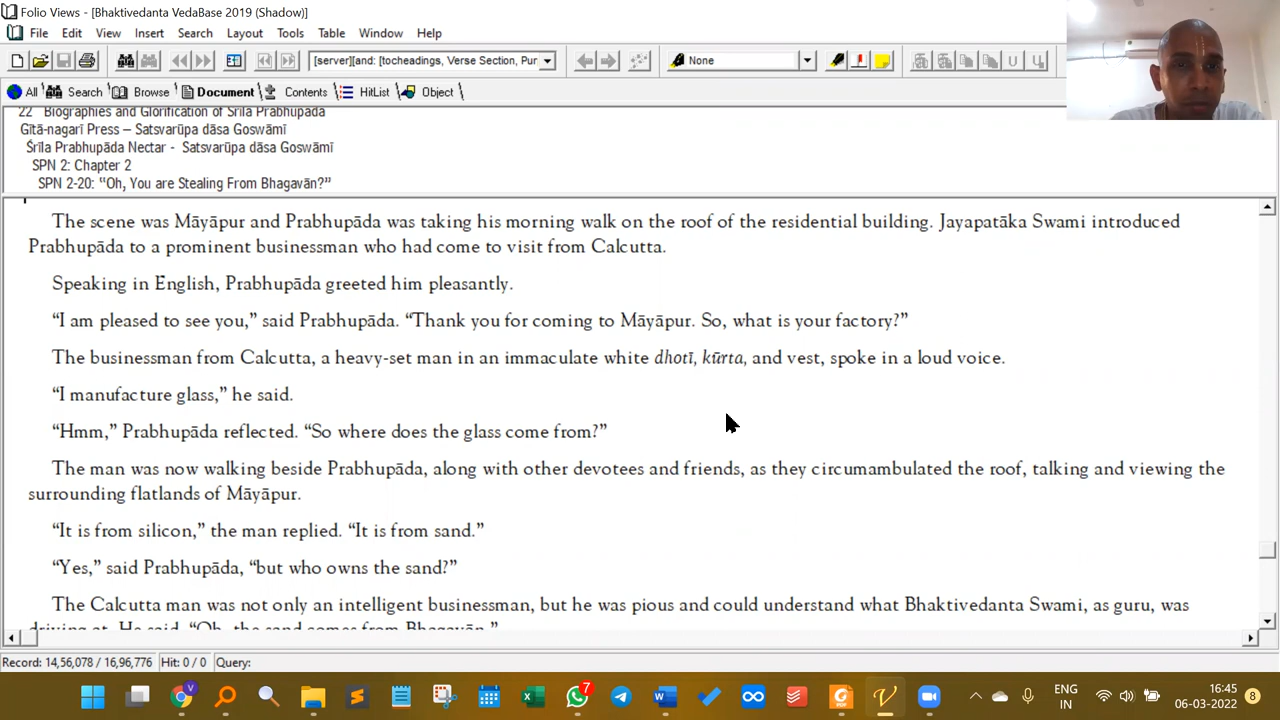 Folio Views - [Bhaktivedanta VedaBase 2019 (Shadow)]
File Edit View Insert Search Layout Tools Table Window Help
[server][and: [tocheadings, Verse Section, Pur
None
All Search Browse Document Contents HitList Object
22 Biographies and Glorification of Śrīla Prabhupāda
Gītā-nagarī Press – Satsvarūpa dāsa Goswāmī
Śrīla Prabhupāda Nectar - Satsvarūpa dāsa Goswāmī
SPN 2: Chapter 2
SPN 2-20: "Oh, You are Stealing From Bhagavān?"
The scene was Māyāpur and Prabhupāda was taking his morning walk on the roof of the residential building. Jayapatāka Swami introduced
Prabhupāda to a prominent businessman who had come to visit from Calcutta.
Speaking in English, Prabhupāda greeted him pleasantly.
“I am pleased to see you,” said Prabhupāda. “Thank you for coming to Māyāpur. So, what is your factory?”
The businessman from Calcutta, a heavy-set man in an immaculate white dhotī, kūrta, and vest, spoke in a loud voice.
“I manufacture glass,” he said.
“Hmm,” Prabhupāda reflected. “So where does the glass come from?”
The man was now walking beside Prabhupāda, along with other devotees and friends, as they circumambulated the roof, talking and viewing the
surrounding flatlands of Māyāpur.
“It is from silicon,” the man replied. “It is from sand.”
“Yes,” said Prabhupāda, “but who owns the sand?”
The Calcutta man was not only an intelligent businessman, but he was pious and could understand what Bhaktivedanta Swami, as guru, was
driving at. He said, “Oh, the sand comes from Bhagavān.”
Record: 14,56,078 / 16,96,776 Hit: 0 / 0 Query:
7
ENG
IN
16:45
06-03-2022
8